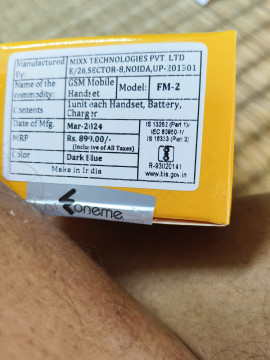 Manufactured By:
MIXX TECHNOLOGIES PVT. LTD
E/26,SECTOR-8,NOIDA,UP-201301
Name of the commodity:
GSM Mobile Handset
Model:
FM-2
Contents
1unit each Handset, Battery, Charger
Date of Mfg.
Mar-2024
MRP
Rs. 899.00/-
(Inclusive of All Taxes)
Color
Dark Blue
Make in India
IS 13252 (Part 1)/
IEC 60950-1/
IS 16333 (Part 3)
R-93020141
www.bis.gov.in
foneme